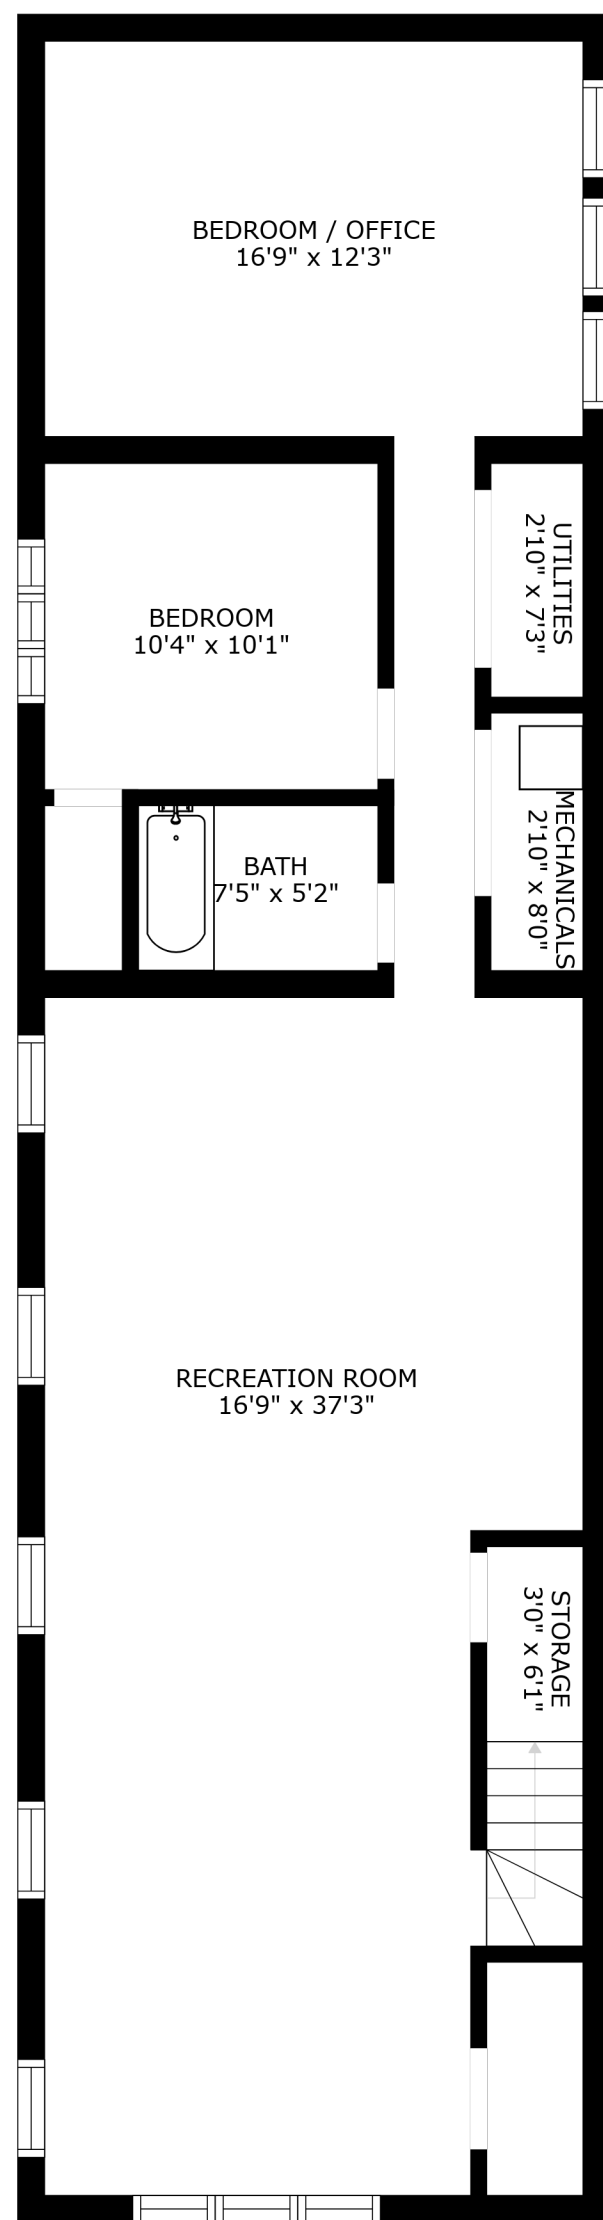 BEDROOM / OFFICE
16'9" x 12'3"
UTILITIES
2'10" x 7'3"
BEDROOM
10'4" x 10'1"
MECHANICALS
2'10" x 8'0"
BATH
7'5" x 5'2"
RECREATION ROOM
16'9" x 37'3"
STORAGE
3'0" x 6'1"